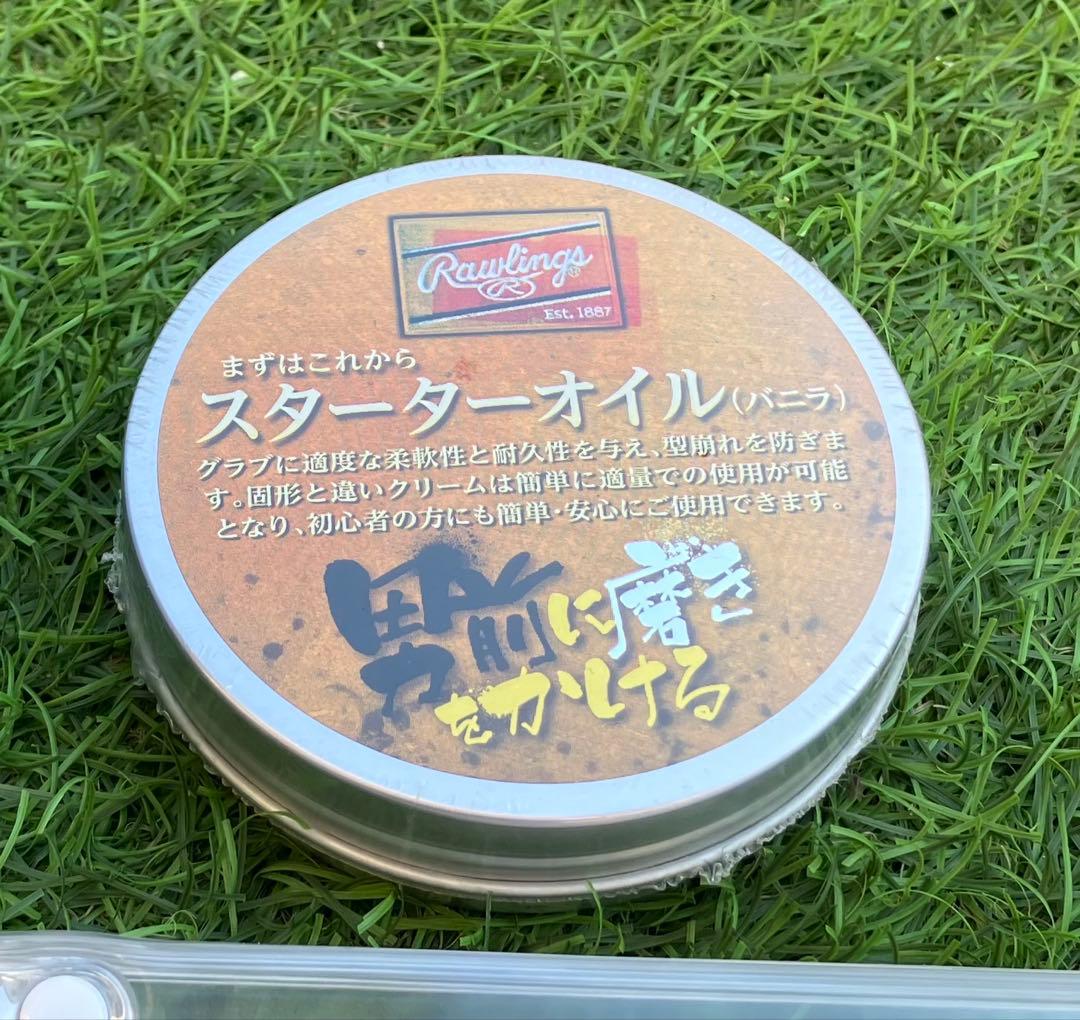 Rawlings®
R
Est. 1887
まずはこれから
スターターオイル(バニラ)
グラブに適度な柔軟性と耐久性を与え、型崩れを防ぎま
す。固形と違いクリームは簡単に適量での使用が可能
となり、初心者の方にも簡単・安心にご使用できます。
男前に磨き
をかける